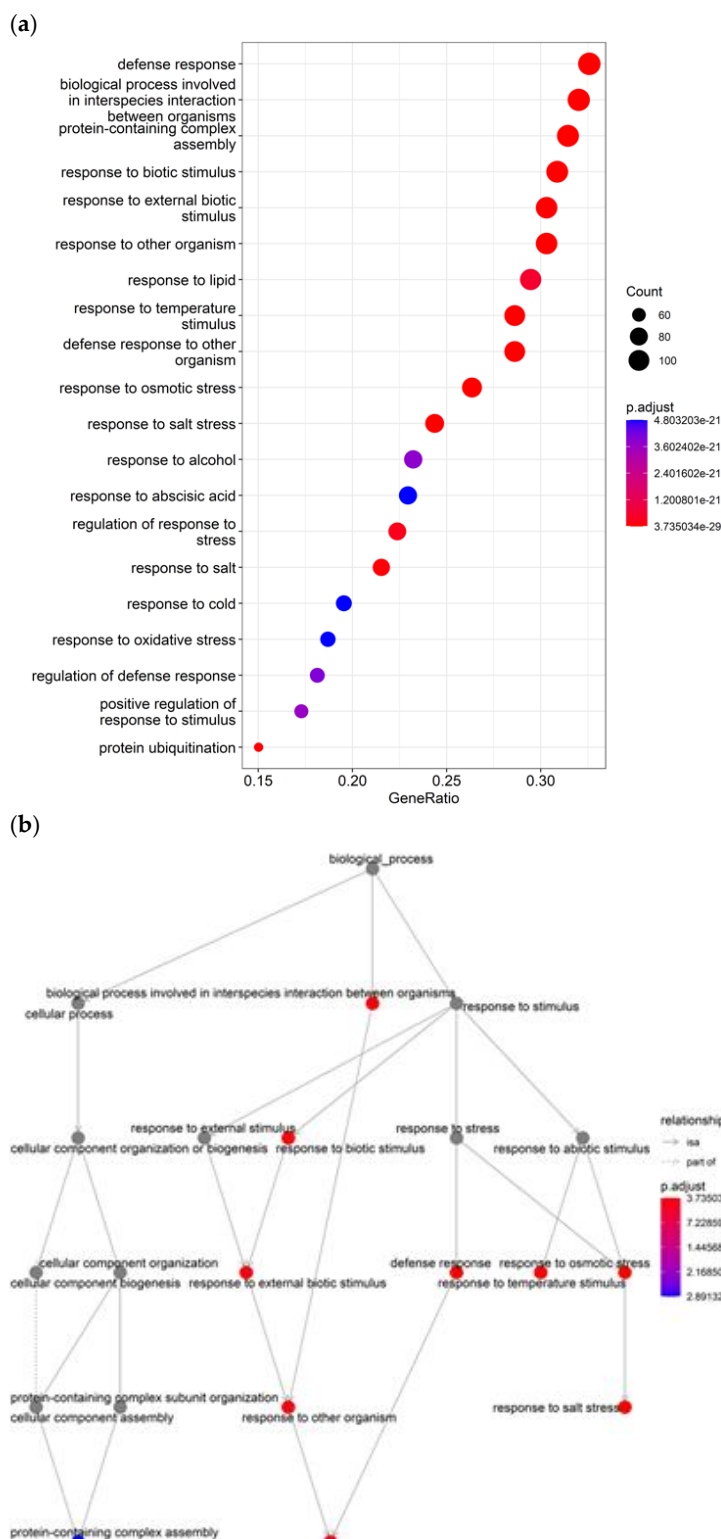 (a)
defense response
biological process involved
in interspecies interaction
between organisms
protein-containing complex
assembly
response to biotic stimulus
response to external biotic
stimulus
response to other organism
response to lipid
response to temperature
stimulus
defense response to other
organism
response to osmotic stress
response to salt stress
response to alcohol
response to abscisic acid
regulation of response to
stress
response to salt
response to cold
response to oxidative stress
regulation of defense response
positive regulation of
response to stimulus
protein ubiquitination
0.15 0.20 0.25 0.30
GeneRatio
Count
60
80
100
p.adjust
4.803203e-21
3.602402e-21
2.401602e-21
1.200801e-21
3.735034e-29
(b)
biological_process
biological process involved in interspecies interaction between organisms
cellular process
response to stimulus
response to external stimulus
response to stress
cellular component organization or biogenesis
response to biotic stimulus
response to abiotic stimulus
cellular component organization
defense response
response to osmotic stress
cellular component biogenesis
response to external biotic stimulus
response to temperature stimulus
protein-containing complex subunit organization
cellular component assembly
response to other organism
response to salt stress
protein-containing complex assembly
relationship
isa
part of
p.adjust
3.73503
7.22859
1.44568
2.16850
2.89132